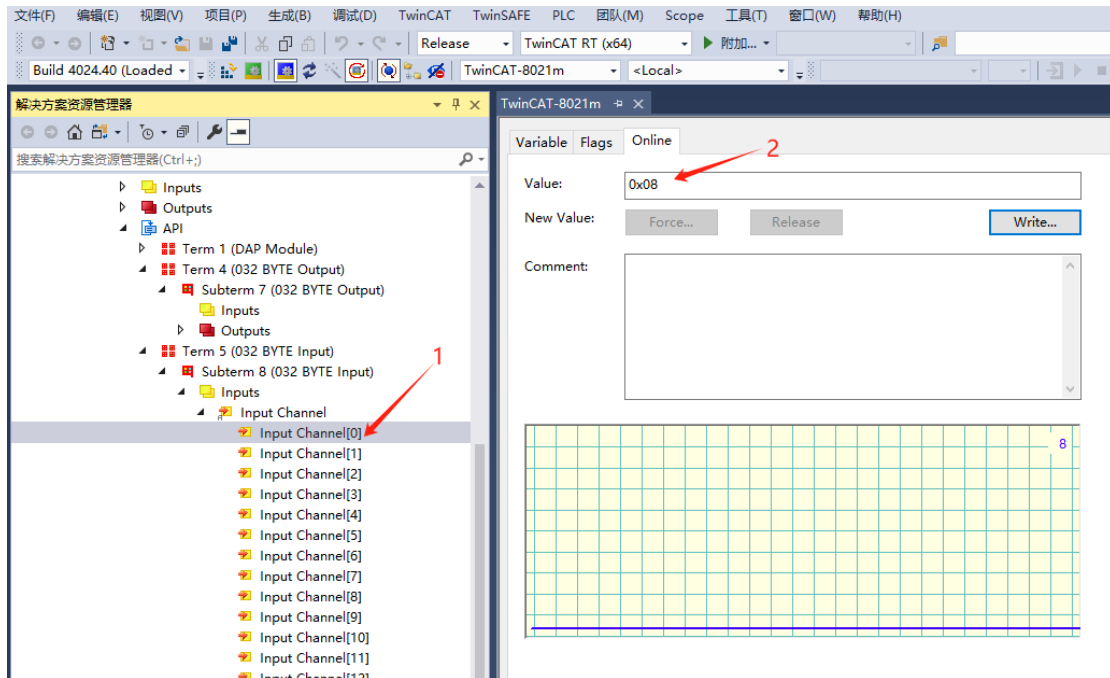 文件(F) 编辑(E) 视图(V) 项目(P) 生成(B) 调试(D) TwinCAT TwinSAFE PLC 团队(M) Scope 工具(T) 窗口(W) 帮助(H)
Release TwinCAT RT (x64) 附加...
Build 4024.40 (Loaded TwinCAT-8021m <Local>
解决方案资源管理器
搜索解决方案资源管理器(Ctrl+;)
Inputs
Outputs
API
Term 1 (DAP Module)
Term 4 (032 BYTE Output)
Subterm 7 (032 BYTE Output)
Inputs
Outputs
Term 5 (032 BYTE Input)
1
Subterm 8 (032 BYTE Input)
Inputs
Input Channel
Input Channel[0]
Input Channel[1]
Input Channel[2]
Input Channel[3]
Input Channel[4]
Input Channel[5]
Input Channel[6]
Input Channel[7]
Input Channel[8]
Input Channel[9]
Input Channel[10]
Input Channel[11]
Input Channel[12]
TwinCAT-8021m
Variable Flags Online
2
Value: 0x08
New Value: Force... Release Write...
Comment:
8